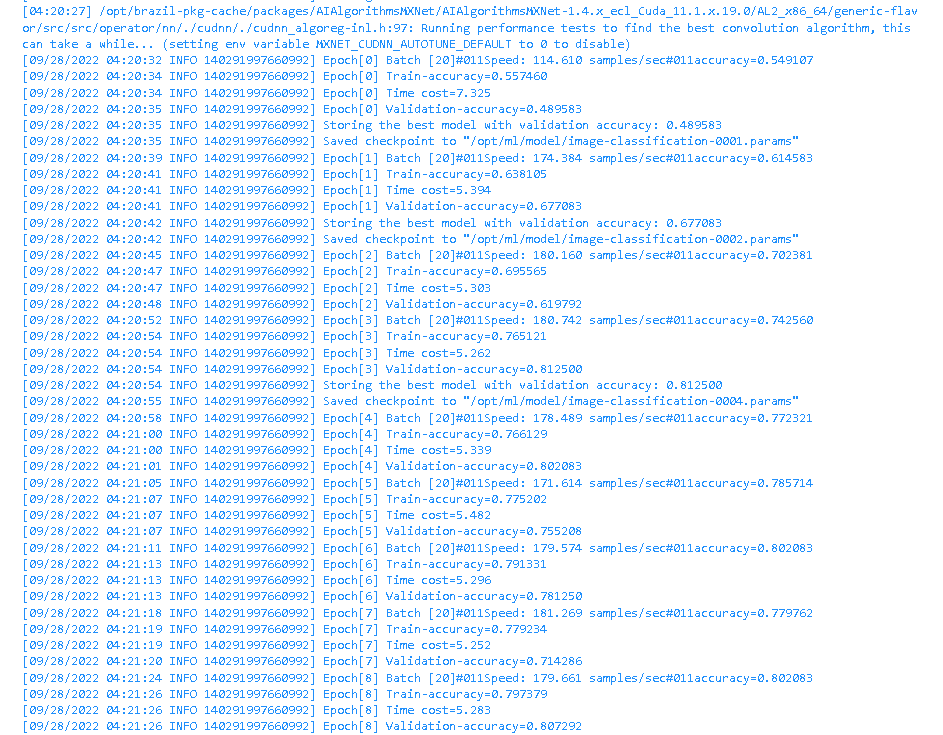 [04:20:27] /opt/brazil-pkg-cache/packages/AIAlgorithmsMXNet/AIAlgorithmsMXNet-1.4.x_ecl_Cuda_11.1.x.19.0/AL2_x86_64/generic-flav
or/src/src/operator/nn/./cudnn/./cudnn_algoreg-inl.h:97: Running performance tests to find the best convolution algorithm, this
can take a while... (setting env variable MXNET_CUDNN_AUTOTUNE_DEFAULT to 0 to disable)
[09/28/2022 04:20:32 INFO 140291997660992] Epoch[0] Batch [20]#011Speed: 114.610 samples/sec#011accuracy=0.549107
[09/28/2022 04:20:34 INFO 140291997660992] Epoch[0] Train-accuracy=0.557460
[09/28/2022 04:20:34 INFO 140291997660992] Epoch[0] Time cost=7.325
[09/28/2022 04:20:35 INFO 140291997660992] Epoch[0] Validation-accuracy=0.489583
[09/28/2022 04:20:35 INFO 140291997660992] Storing the best model with validation accuracy: 0.489583
[09/28/2022 04:20:35 INFO 140291997660992] Saved checkpoint to "/opt/ml/model/image-classification-0001.params"
[09/28/2022 04:20:39 INFO 140291997660992] Epoch[1] Batch [20]#011Speed: 174.384 samples/sec#011accuracy=0.614583
[09/28/2022 04:20:41 INFO 140291997660992] Epoch[1] Train-accuracy=0.638105
[09/28/2022 04:20:41 INFO 140291997660992] Epoch[1] Time cost=5.394
[09/28/2022 04:20:41 INFO 140291997660992] Epoch[1] Validation-accuracy=0.677083
[09/28/2022 04:20:42 INFO 140291997660992] Storing the best model with validation accuracy: 0.677083
[09/28/2022 04:20:42 INFO 140291997660992] Saved checkpoint to "/opt/ml/model/image-classification-0002.params"
[09/28/2022 04:20:45 INFO 140291997660992] Epoch[2] Batch [20]#011Speed: 180.160 samples/sec#011accuracy=0.702381
[09/28/2022 04:20:47 INFO 140291997660992] Epoch[2] Train-accuracy=0.695565
[09/28/2022 04:20:47 INFO 140291997660992] Epoch[2] Time cost=5.303
[09/28/2022 04:20:48 INFO 140291997660992] Epoch[2] Validation-accuracy=0.619792
[09/28/2022 04:20:52 INFO 140291997660992] Epoch[3] Batch [20]#011Speed: 180.742 samples/sec#011accuracy=0.742560
[09/28/2022 04:20:54 INFO 140291997660992] Epoch[3] Train-accuracy=0.765121
[09/28/2022 04:20:54 INFO 140291997660992] Epoch[3] Time cost=5.262
[09/28/2022 04:20:54 INFO 140291997660992] Epoch[3] Validation-accuracy=0.812500
[09/28/2022 04:20:54 INFO 140291997660992] Storing the best model with validation accuracy: 0.812500
[09/28/2022 04:20:55 INFO 140291997660992] Saved checkpoint to "/opt/ml/model/image-classification-0004.params"
[09/28/2022 04:20:58 INFO 140291997660992] Epoch[4] Batch [20]#011Speed: 178.489 samples/sec#011accuracy=0.772321
[09/28/2022 04:21:00 INFO 140291997660992] Epoch[4] Train-accuracy=0.766129
[09/28/2022 04:21:00 INFO 140291997660992] Epoch[4] Time cost=5.339
[09/28/2022 04:21:01 INFO 140291997660992] Epoch[4] Validation-accuracy=0.802083
[09/28/2022 04:21:05 INFO 140291997660992] Epoch[5] Batch [20]#011Speed: 171.614 samples/sec#011accuracy=0.785714
[09/28/2022 04:21:07 INFO 140291997660992] Epoch[5] Train-accuracy=0.775202
[09/28/2022 04:21:07 INFO 140291997660992] Epoch[5] Time cost=5.482
[09/28/2022 04:21:07 INFO 140291997660992] Epoch[5] Validation-accuracy=0.755208
[09/28/2022 04:21:11 INFO 140291997660992] Epoch[6] Batch [20]#011Speed: 179.574 samples/sec#011accuracy=0.802083
[09/28/2022 04:21:13 INFO 140291997660992] Epoch[6] Train-accuracy=0.791331
[09/28/2022 04:21:13 INFO 140291997660992] Epoch[6] Time cost=5.296
[09/28/2022 04:21:13 INFO 140291997660992] Epoch[6] Validation-accuracy=0.781250
[09/28/2022 04:21:18 INFO 140291997660992] Epoch[7] Batch [20]#011Speed: 181.269 samples/sec#011accuracy=0.779762
[09/28/2022 04:21:19 INFO 140291997660992] Epoch[7] Train-accuracy=0.779234
[09/28/2022 04:21:19 INFO 140291997660992] Epoch[7] Time cost=5.252
[09/28/2022 04:21:20 INFO 140291997660992] Epoch[7] Validation-accuracy=0.714286
[09/28/2022 04:21:24 INFO 140291997660992] Epoch[8] Batch [20]#011Speed: 179.661 samples/sec#011accuracy=0.802083
[09/28/2022 04:21:26 INFO 140291997660992] Epoch[8] Train-accuracy=0.797379
[09/28/2022 04:21:26 INFO 140291997660992] Epoch[8] Time cost=5.283
[09/28/2022 04:21:26 INFO 140291997660992] Epoch[8] Validation-accuracy=0.807292